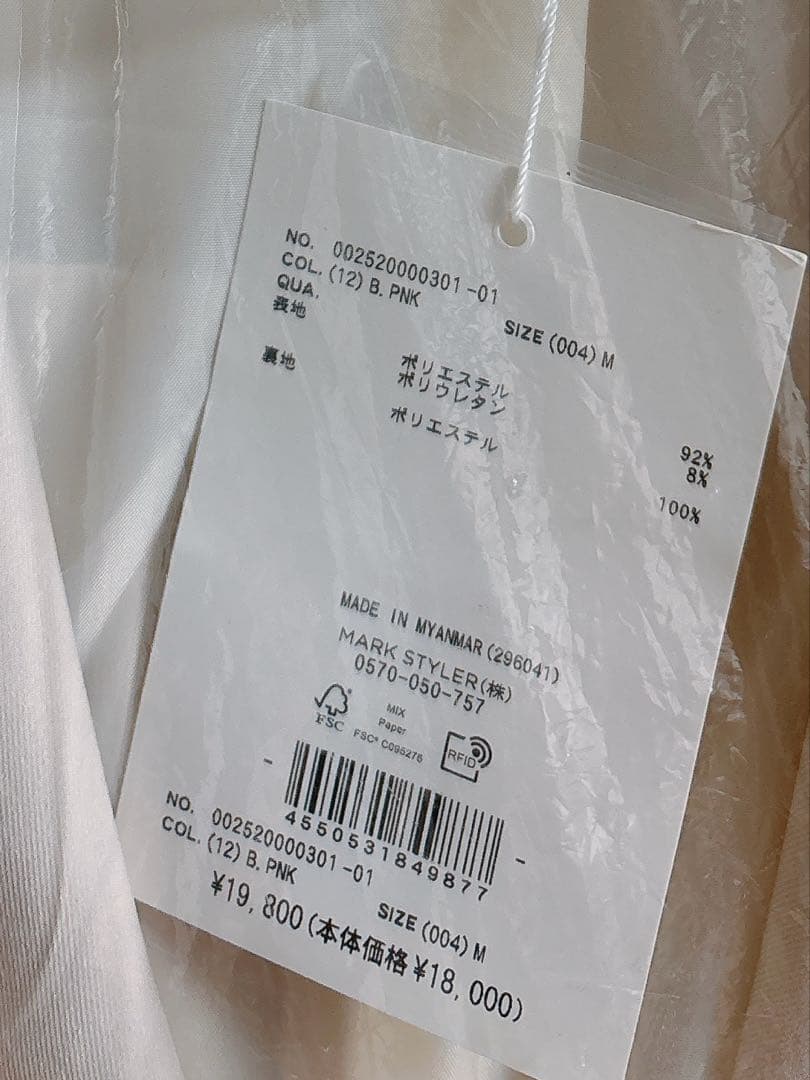 NO. 002520000301-01
COL. (12) B. PNK
SIZE (004) M
QUA.
表地
ポリエステル 92%
ポリウレタン 8%
裏地
ポリエステル 100%
MADE IN MYANMAR (296041)
MARK STYLER(株)
0570-050-757
FSC
MIX
Paper
FSC® C095275
RFID
4550531849877
NO. 002520000301-01
COL. (12) B. PNK
SIZE (004) M
¥19,800(本体価格¥18,000)